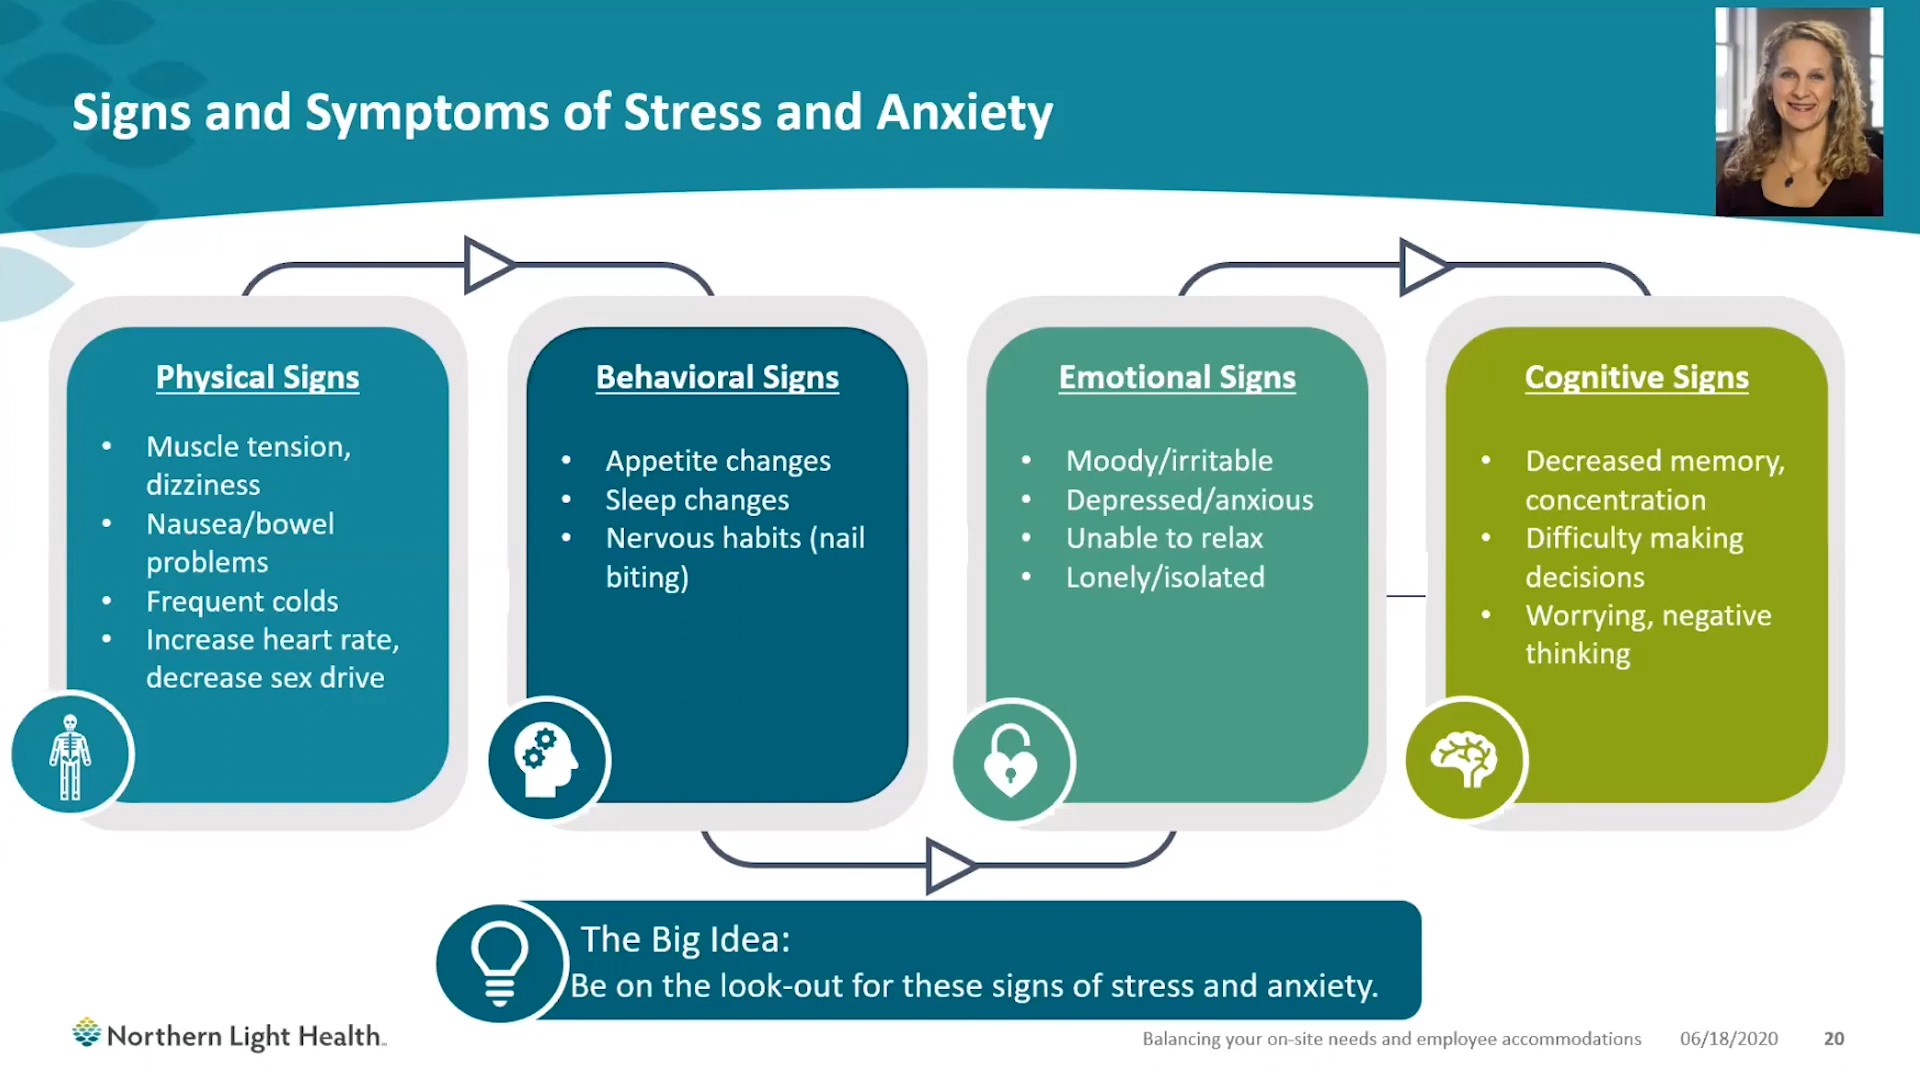 Signs and Symptoms of Stress and Anxiety
Physical Signs
• Muscle tension,
dizziness
• Nausea/bowel
problems
• Frequent colds
• Increase heart rate,
decrease sex drive
Behavioral Signs
• Appetite changes
• Sleep changes
• Nervous habits (nail
biting)
Emotional Signs
• Moody/irritable
• Depressed/anxious
• Unable to relax
• Lonely/isolated
Cognitive Signs
• Decreased memory,
concentration
• Difficulty making
decisions
• Worrying, negative
thinking
The Big Idea:
Be on the look-out for these signs of stress and anxiety.
Northern Light Health
Balancing your on-site needs and employee accommodations 06/18/2020 20